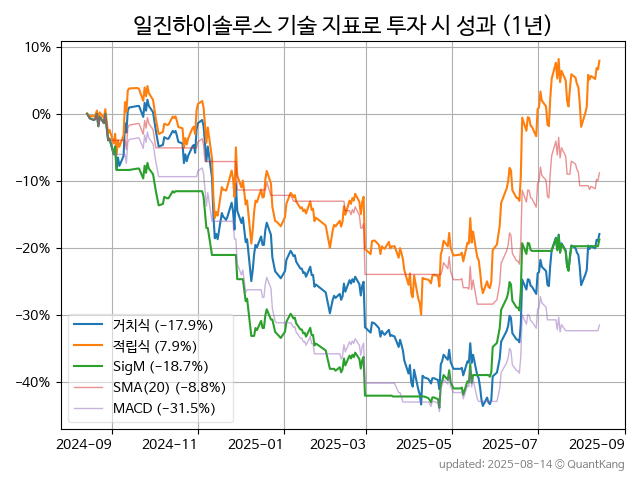 일진하이솔루스 기술 지표로 투자 시 성과 (1년)
10%
0%
−10%
−20%
−30%
−40%
거치식 (−17.9%)
적립식 (7.9%)
SigM (−18.7%)
SMA(20) (−8.8%)
MACD (−31.5%)
2024-09 2024-11 2025-01 2025-03 2025-05 2025-07 2025-09
updated: 2025-08-14 © QuantKang